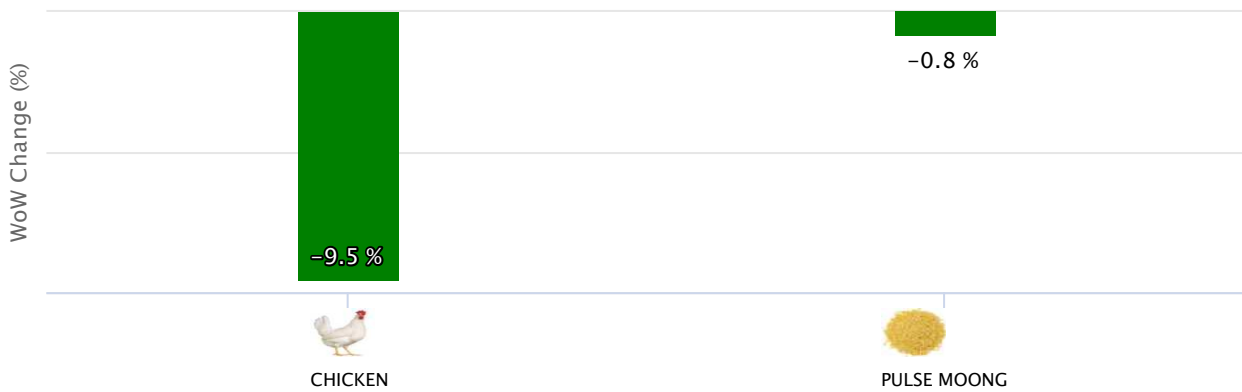 WoW Change (%)
-9.5 %
-0.8 %
CHICKEN
PULSE MOONG